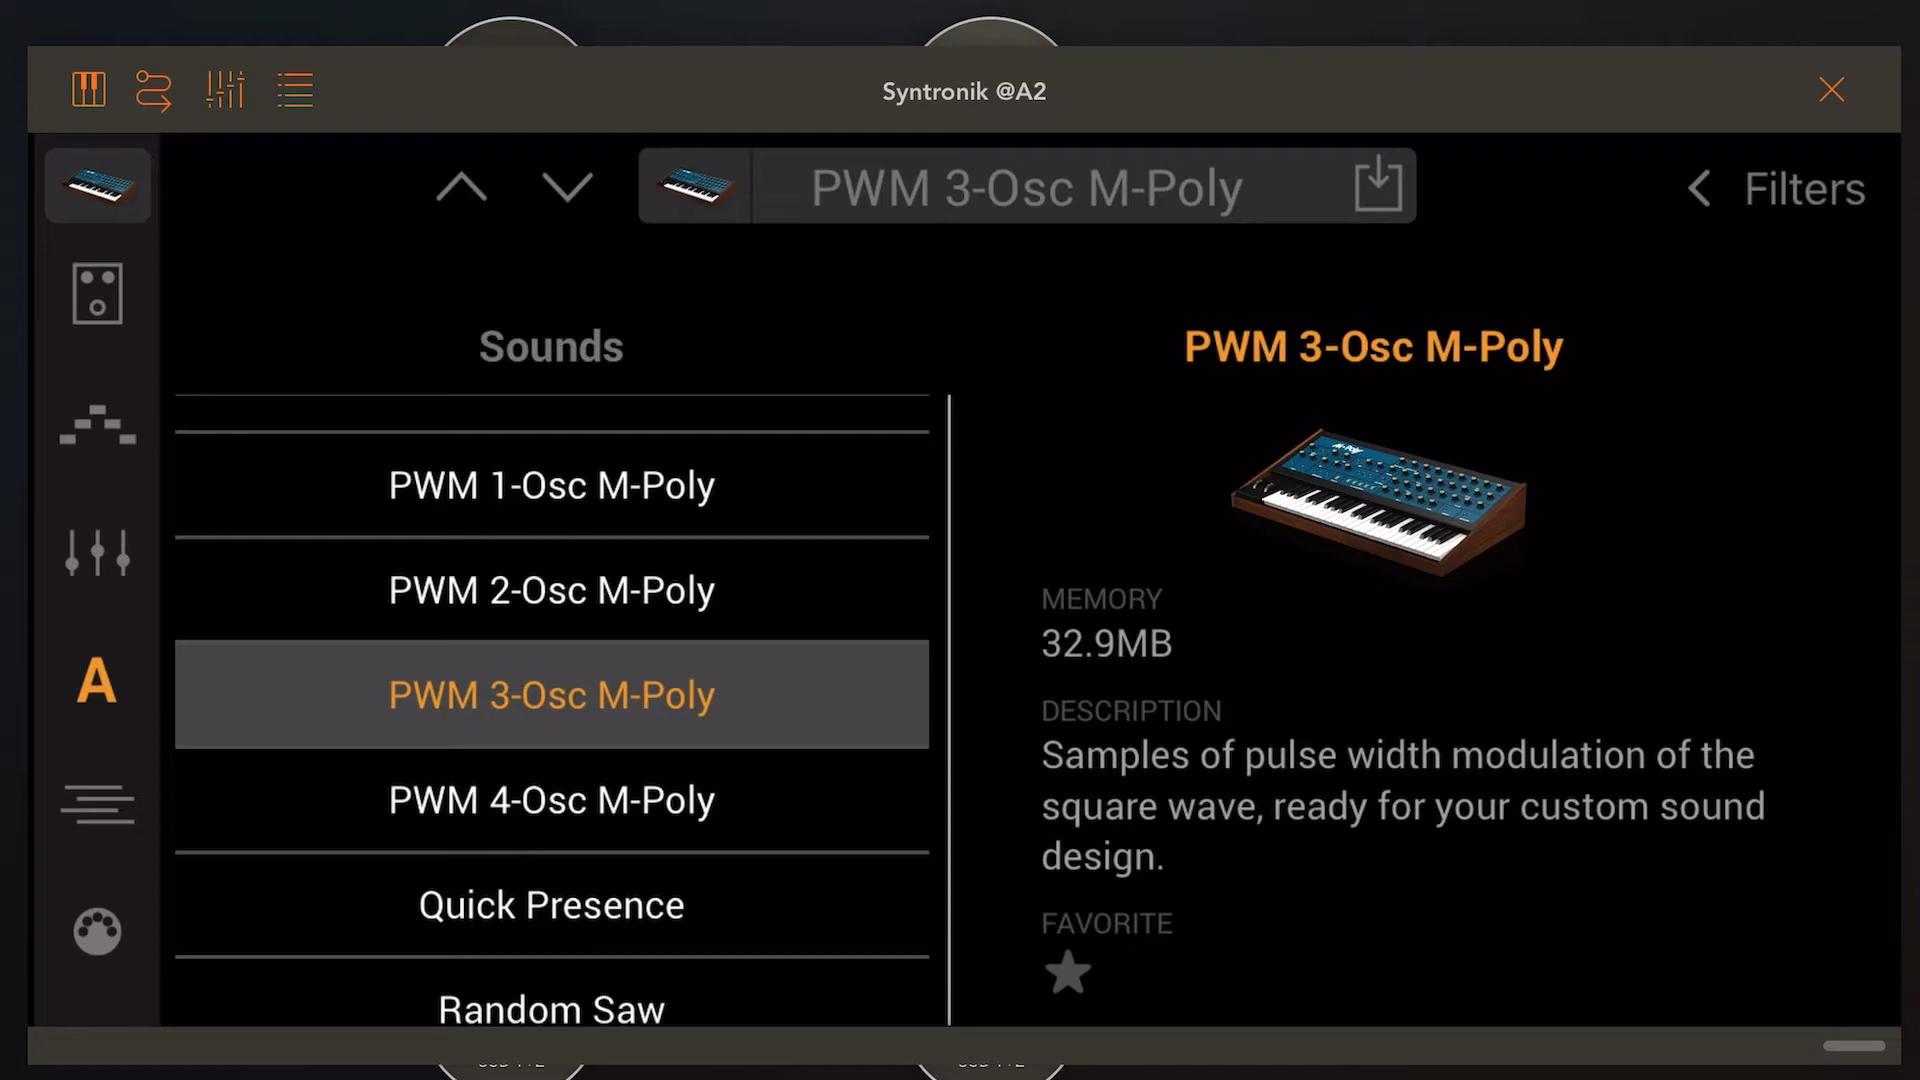 Syntronik @A2
PWM 3-Osc M-Poly
Filters
Sounds
PWM 1-Osc M-Poly
PWM 2-Osc M-Poly
PWM 3-Osc M-Poly
PWM 4-Osc M-Poly
Quick Presence
Random Saw
A
PWM 3-Osc M-Poly
M-Poly
MEMORY
32.9MB
DESCRIPTION
Samples of pulse width modulation of the
square wave, ready for your custom sound
design.
FAVORITE